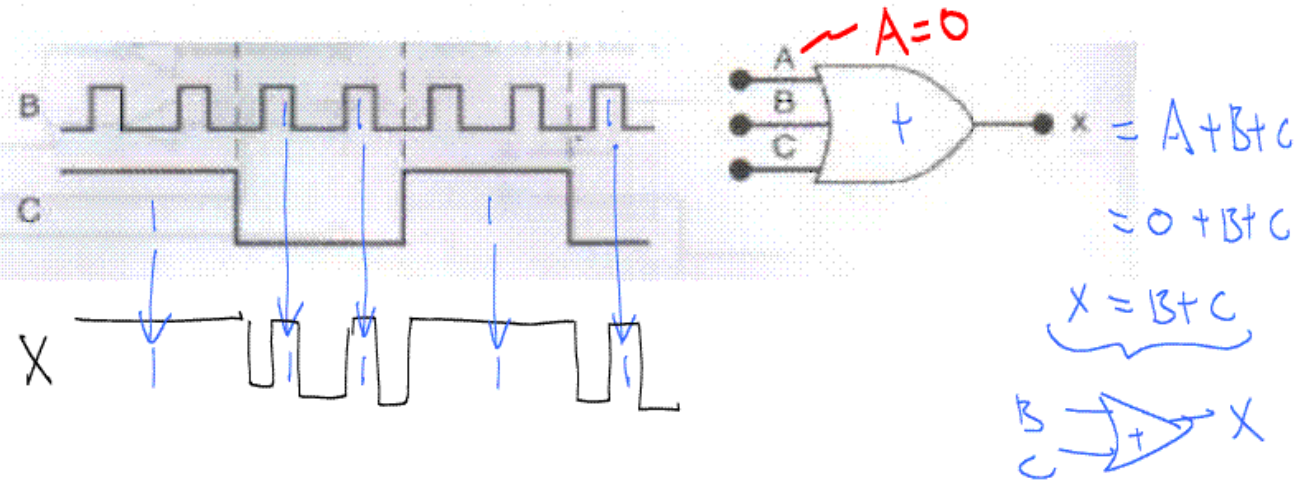 B
1 1 1
C
1 1
X
1 1 1 1 1
A=0
A
B
C
+
x = A+B+C
= 0+B+C
X = B+C
B
C
+
X